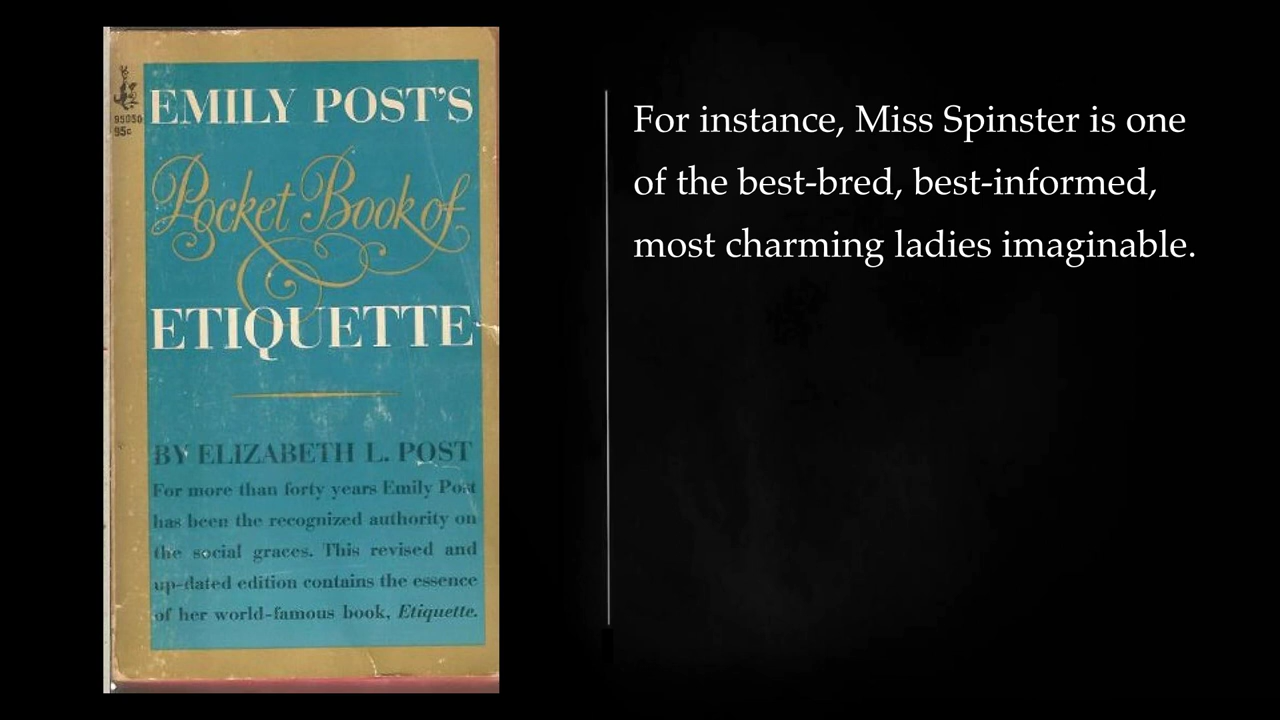 95050
95c
EMILY POST'S
Pocket Book of
ETIQUETTE
BY ELIZABETH L. POST
For more than forty years Emily Post
has been the recognized authority on
the social graces. This revised and
up-dated edition contains the essence
of her world-famous book, Etiquette.
For instance, Miss Spinster is one
of the best-bred, best-informed,
most charming ladies imaginable.